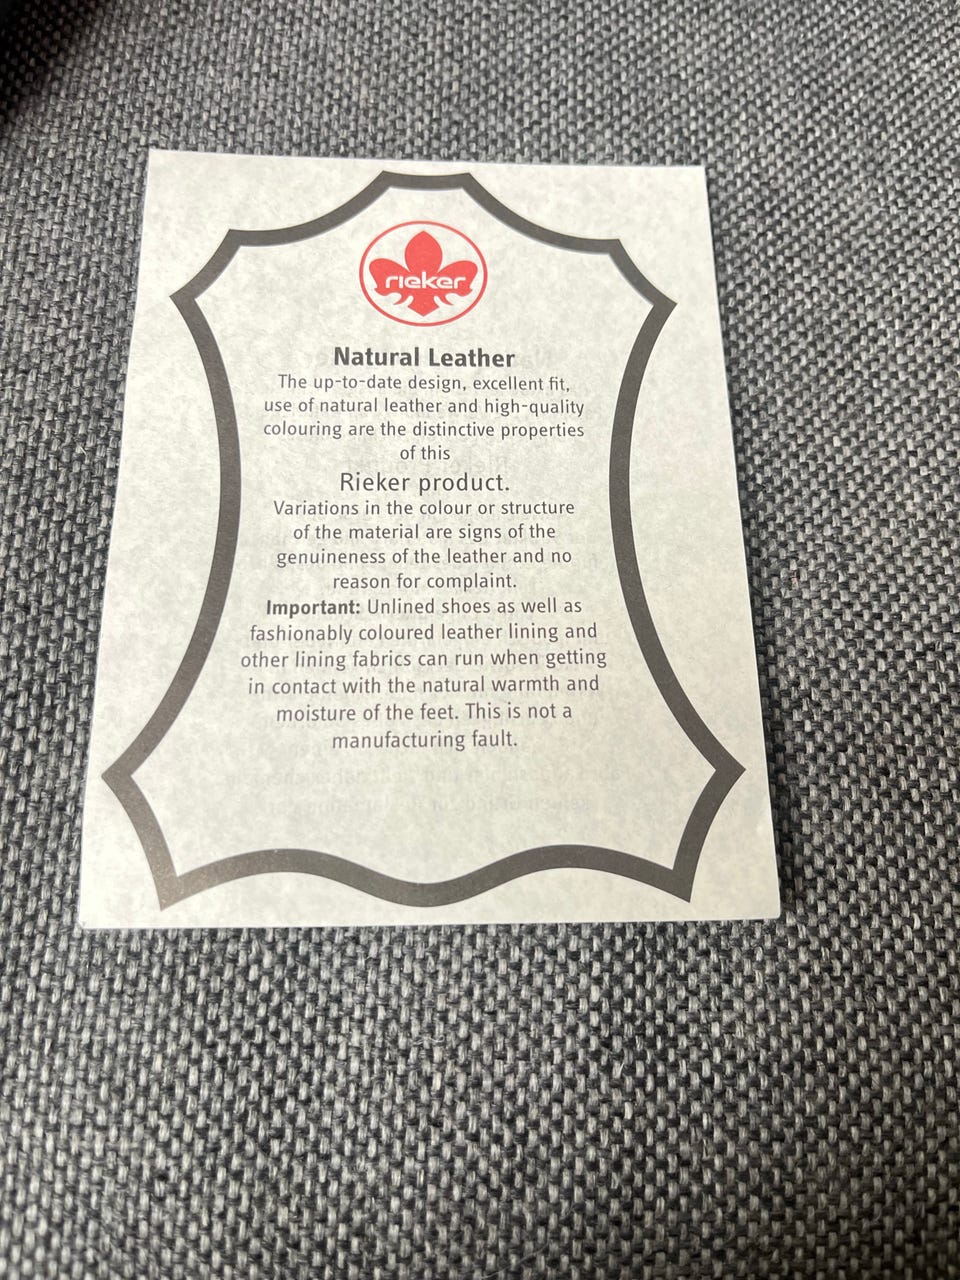 rieker
Natural Leather
The up-to-date design, excellent fit,
use of natural leather and high-quality
colouring are the distinctive properties
of this
Rieker product.
Variations in the colour or structure
of the material are signs of the
genuineness of the leather and no
reason for complaint.
Important: Unlined shoes as well as
fashionably coloured leather lining and
other lining fabrics can run when getting
in contact with the natural warmth and
moisture of the feet. This is not a
manufacturing fault.